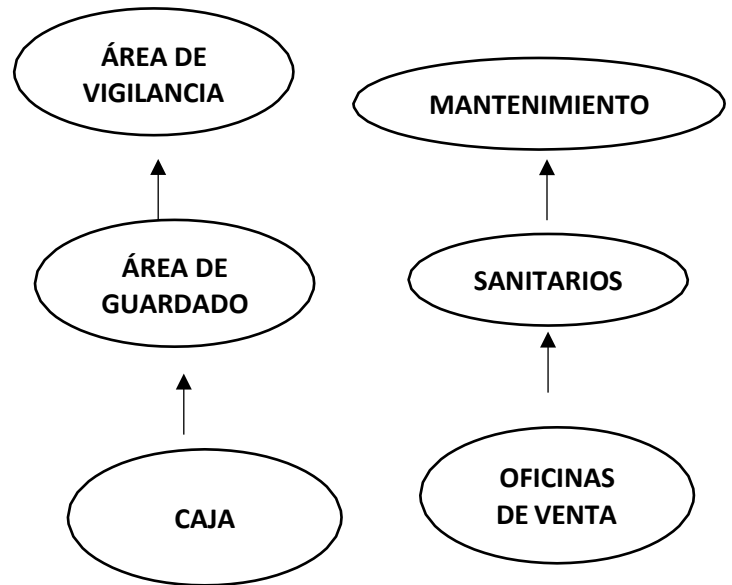 ÁREA DE
VIGILANCIA
MANTENIMIENTO
ÁREA DE
GUARDADO
SANITARIOS
CAJA
OFICINAS
DE VENTA